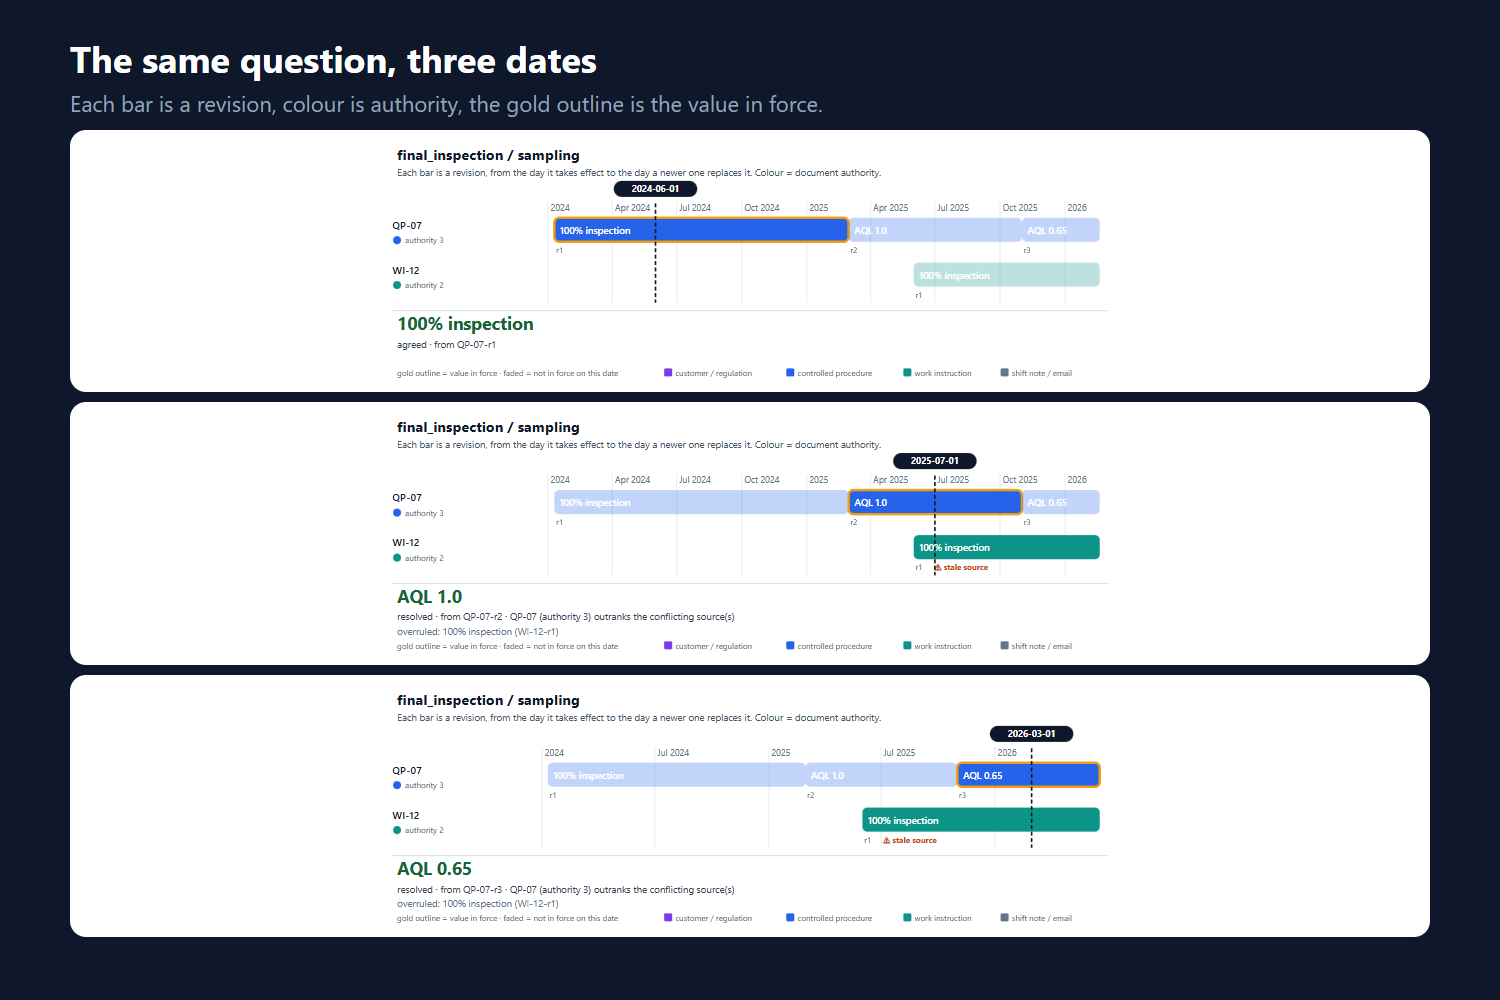 The same question, three dates
Each bar is a revision, colour is authority, the gold outline is the value in force.
final_inspection / sampling
Each bar is a revision, from the day it takes effect to the day a newer one replaces it. Colour = document authority.
2024-06-01
2024 Apr 2024 Jul 2024 Oct 2024 2025 Apr 2025 Jul 2025 Oct 2025 2026
QP-07
authority 3
100% inspection AQL 1.0 AQL 0.65
r1 r2 r3
WI-12
authority 2
100% inspection
r1
100% inspection
agreed · from QP-07-r1
gold outline = value in force · faded = not in force on this date customer / regulation controlled procedure work instruction shift note / email
final_inspection / sampling
Each bar is a revision, from the day it takes effect to the day a newer one replaces it. Colour = document authority.
2025-07-01
2024 Apr 2024 Jul 2024 Oct 2024 2025 Apr 2025 Jul 2025 Oct 2025 2026
QP-07
authority 3
100% inspection AQL 1.0 AQL 0.65
r1 r2 r3
WI-12
authority 2
100% inspection
r1 ⚠ stale source
AQL 1.0
resolved · from QP-07-r2 · QP-07 (authority 3) outranks the conflicting source(s)
overruled: 100% inspection (WI-12-r1)
gold outline = value in force · faded = not in force on this date customer / regulation controlled procedure work instruction shift note / email
final_inspection / sampling
Each bar is a revision, from the day it takes effect to the day a newer one replaces it. Colour = document authority.
2026-03-01
2024 Jul 2024 2025 Jul 2025 2026
QP-07
authority 3
100% inspection AQL 1.0 AQL 0.65
r1 r2 r3
WI-12
authority 2
100% inspection
r1 ⚠ stale source
AQL 0.65
resolved · from QP-07-r3 · QP-07 (authority 3) outranks the conflicting source(s)
overruled: 100% inspection (WI-12-r1)
gold outline = value in force · faded = not in force on this date customer / regulation controlled procedure work instruction shift note / email